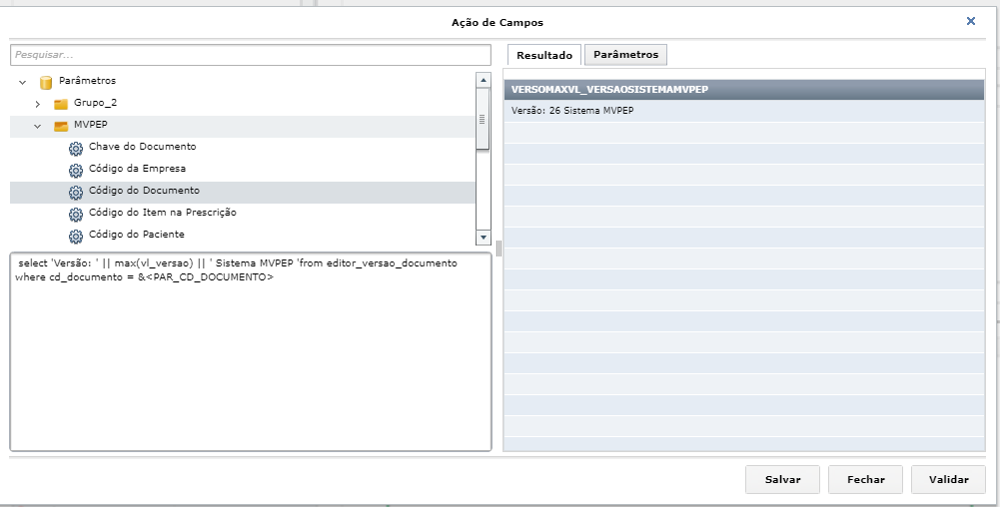 Ação de Campos
×
Pesquisar...
Parâmetros
Grupo_2
MVPEP
Chave do Documento
Código da Empresa
Código do Documento
Código do Item na Prescrição
Código do Paciente
select 'Versão: ' || max(vl_versao) || ' Sistema MVPEP 'from editor_versao_documento
where cd_documento = &<PAR_CD_DOCUMENTO>
Resultado Parâmetros
VERSOMAXVL_VERSAOSISTEMAMVPEP
Versão: 26 Sistema MVPEP
Salvar Fechar Validar